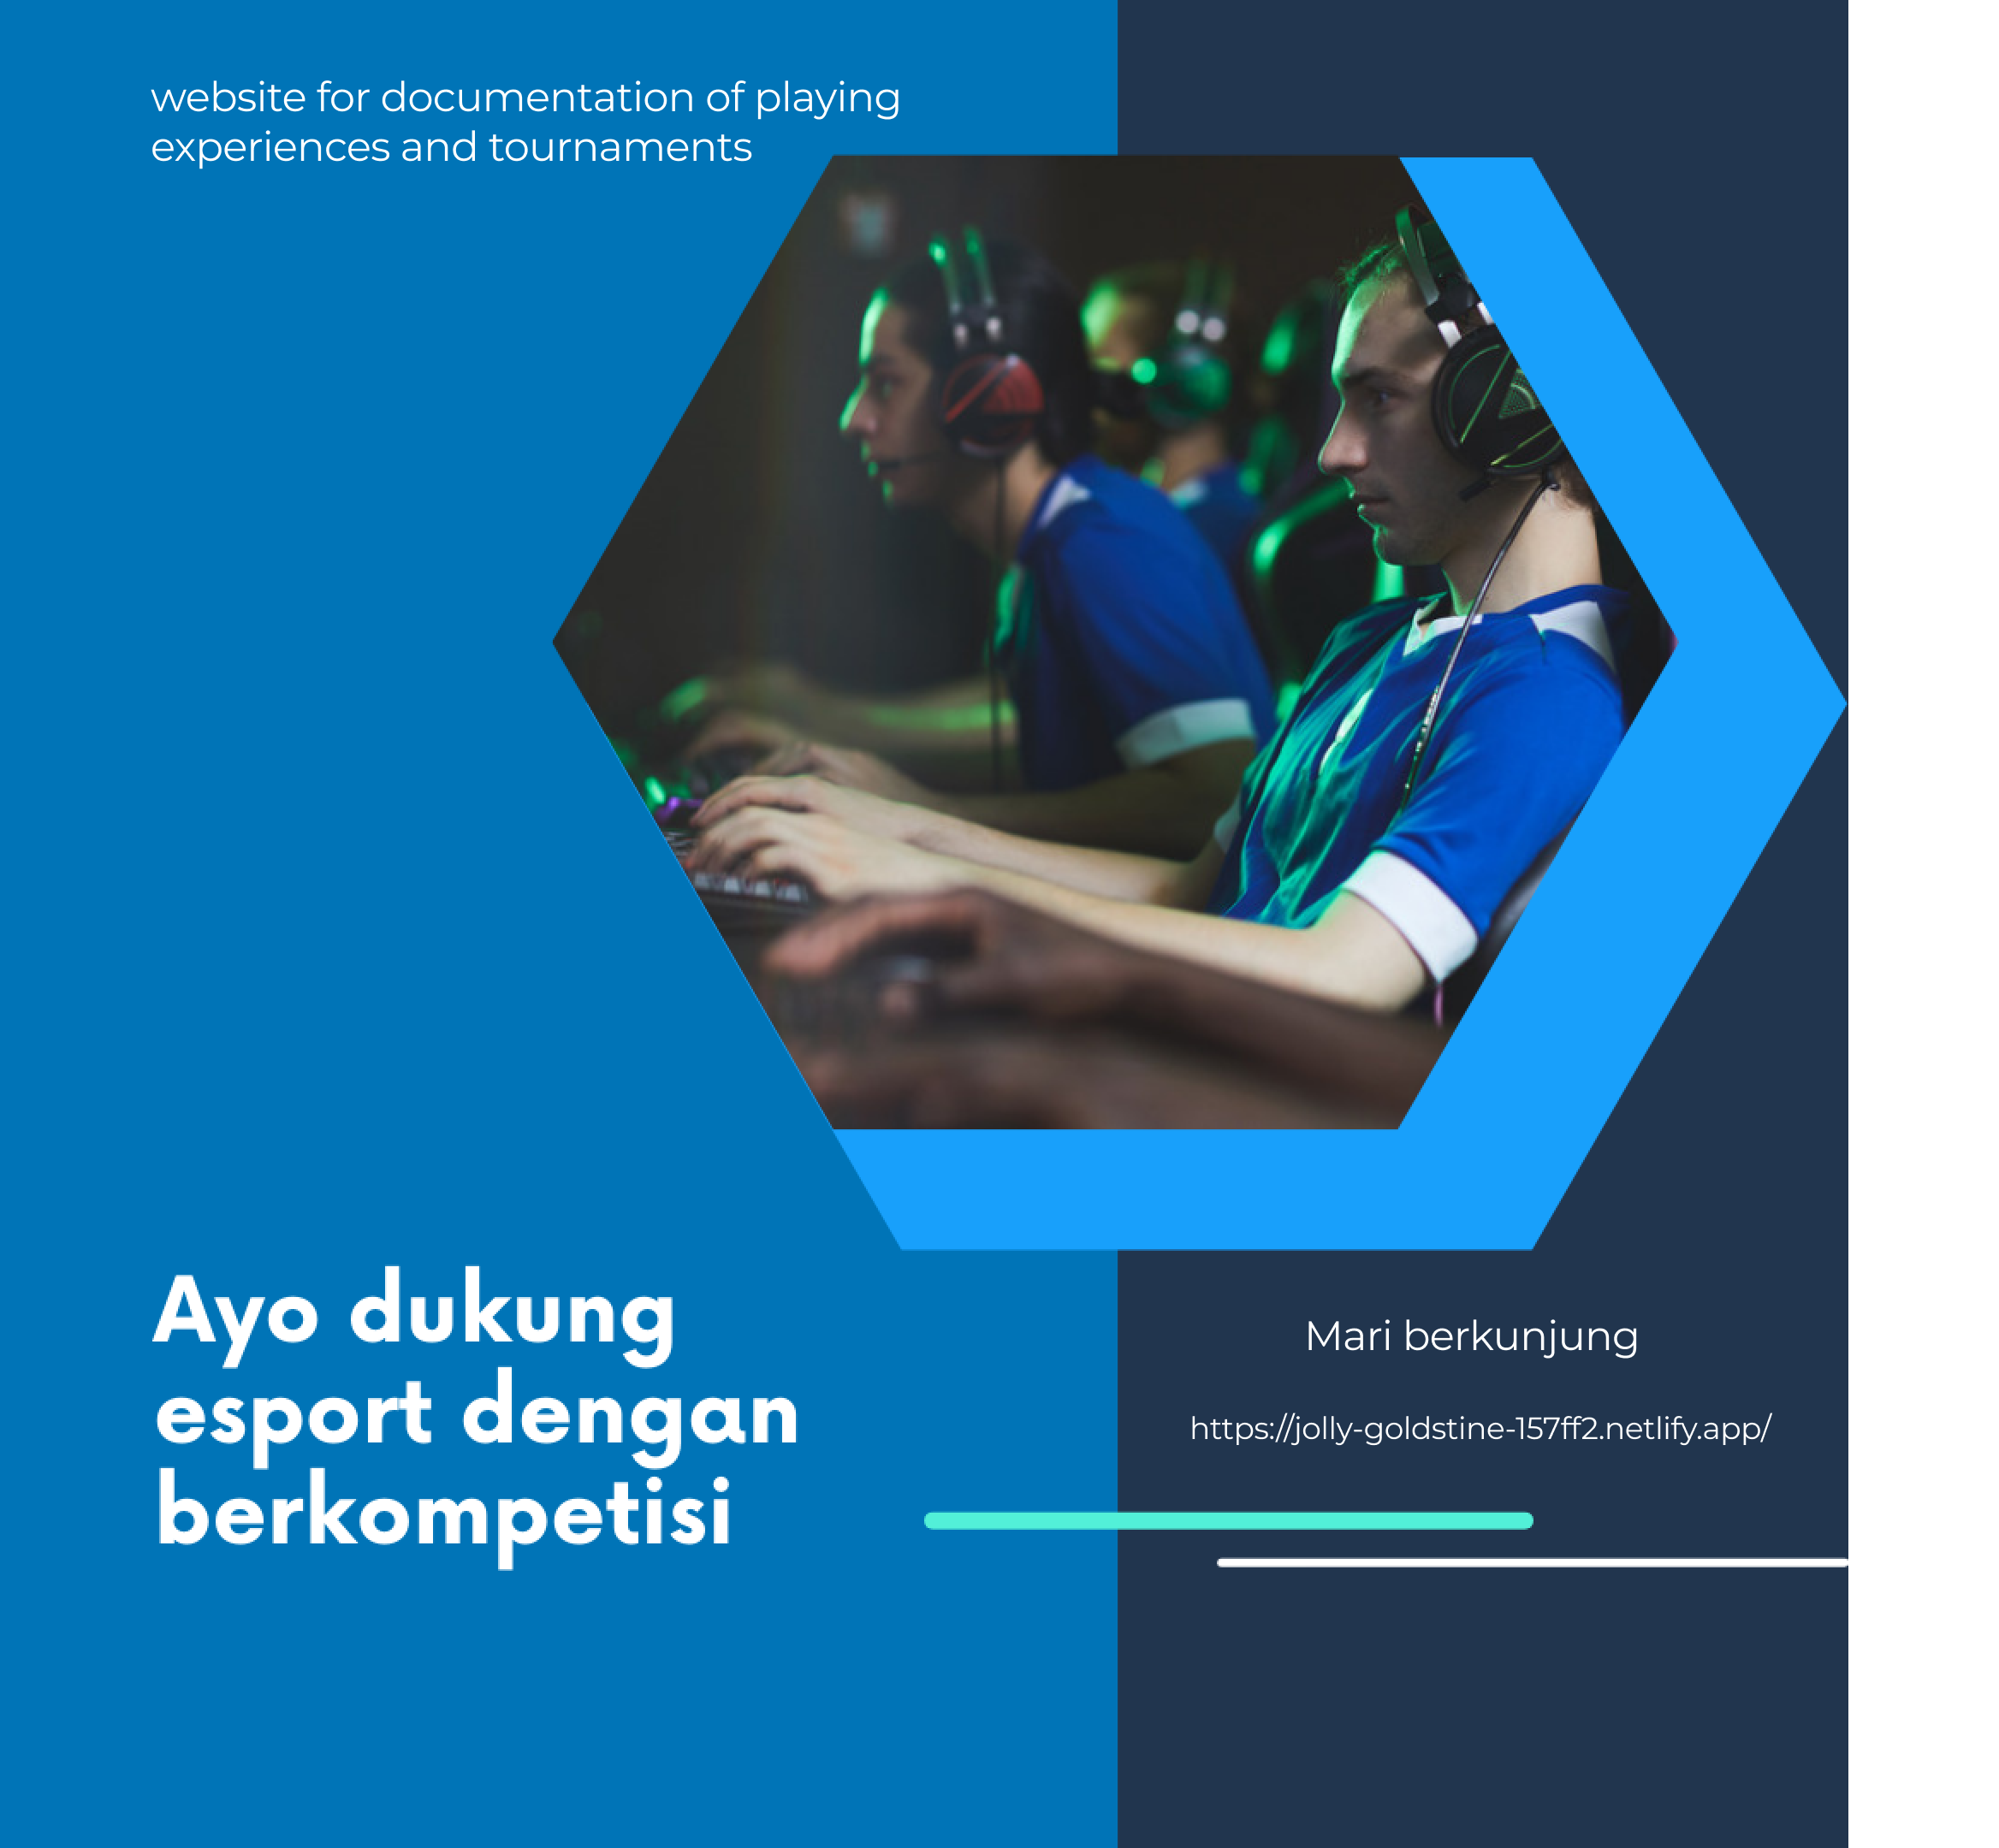 website for documentation of playing
experiences and tournaments
Ayo dukung
esport dengan
berkompetisi
Mari berkunjung
https://jolly-goldstine-157ff2.netlify.app/